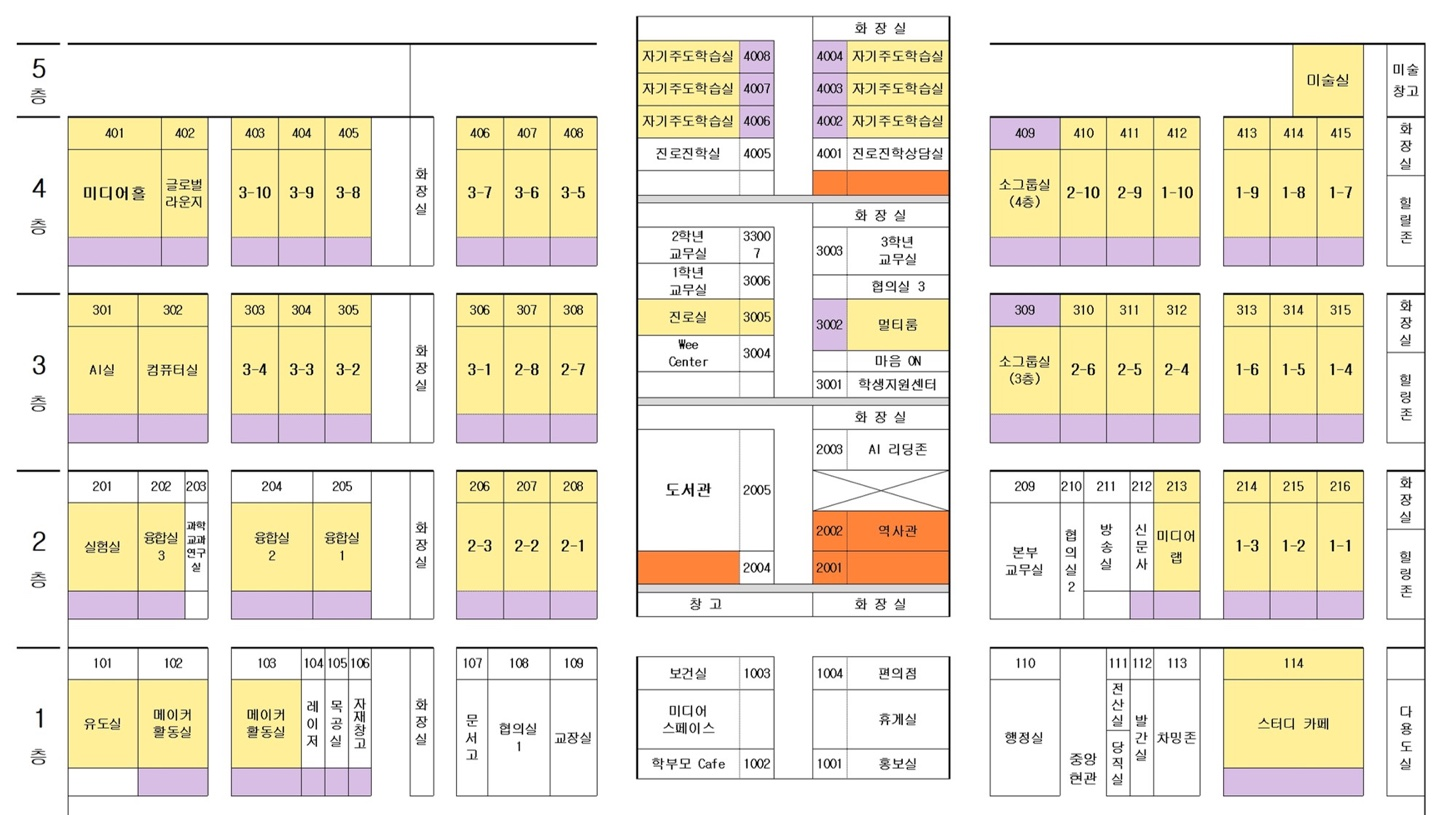 5
층
미술실
미술
창고
4
층
401 402 403 404 405 406 407 408
미디어홀
글로벌
라운지
3-10 3-9 3-8
화장실
3-7 3-6 3-5
409 410 411 412 413 414 415
소그룹실
(4층)
2-10 2-9 1-10 1-9 1-8 1-7
화장실
힐링존
3
층
301 302 303 304 305 306 307 308
AI실 컴퓨터실 3-4 3-3 3-2
화장실
3-1 2-8 2-7
309 310 311 312 313 314 315
소그룹실
(3층)
2-6 2-5 2-4 1-6 1-5 1-4
화장실
힐링존
2
층
201 202 203 204 205 206 207 208
실험실
융합실
3
과학
교과
연구
실
융합실
2
융합실
1
화장실
2-3 2-2 2-1
209 210 211 212 213 214 215 216
본부
교무실
협의실2
방송실
신문사
미디어
랩
1-3 1-2 1-1
화장실
힐링존
1
층
101 102 103 104 105 106 107 108 109
유도실
메이커
활동실
메이커
활동실
레이저
목공실
자재창고
화장실
문서고
협의실
1
교장실
110 111 112 113 114
행정실
중앙
현관
전산실
당직실
발간실
차밍존
스터디 카페
다용도실
화 장 실
자기주도학습실 4008 4004 자기주도학습실
자기주도학습실 4007 4003 자기주도학습실
자기주도학습실 4006 4002 자기주도학습실
진로진학실 4005 4001 진로진학상담실
화 장 실
2학년
교무실
3300
7
3003
3학년
교무실
1학년
교무실
3006
협의실 3
진로실 3005 3002 멀티룸
Wee
Center
3004
마음 ON
3001 학생지원센터
화 장 실
2003 AI 리딩존
도서관 2005
2002 역사관
2004 2001
창 고 화 장 실
보건실 1003 1004 편의점
미디어
스페이스
휴게실
학부모 Cafe 1002 1001 홍보실